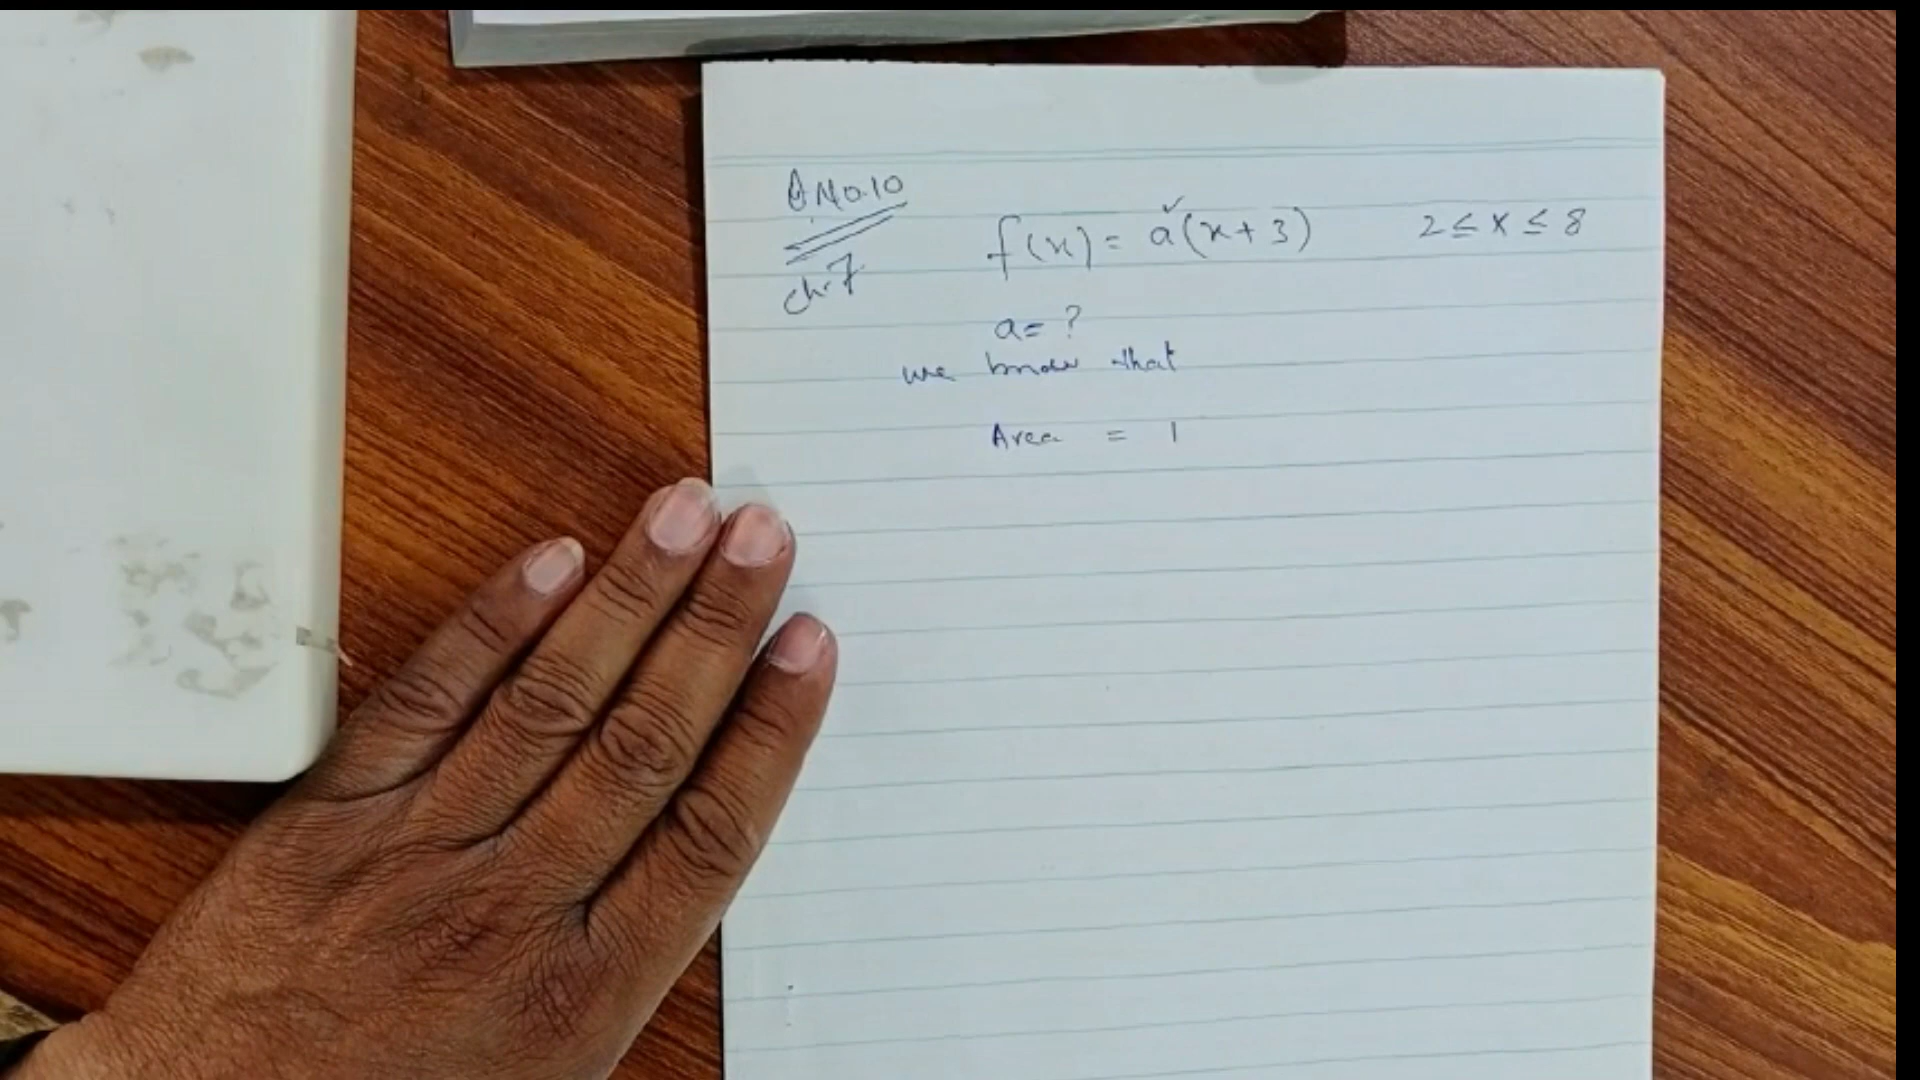 Q.No.10
ch.7
f(x) = a(x+3) 2 ≤ x ≤ 8
a = ?
we know that
Area = 1